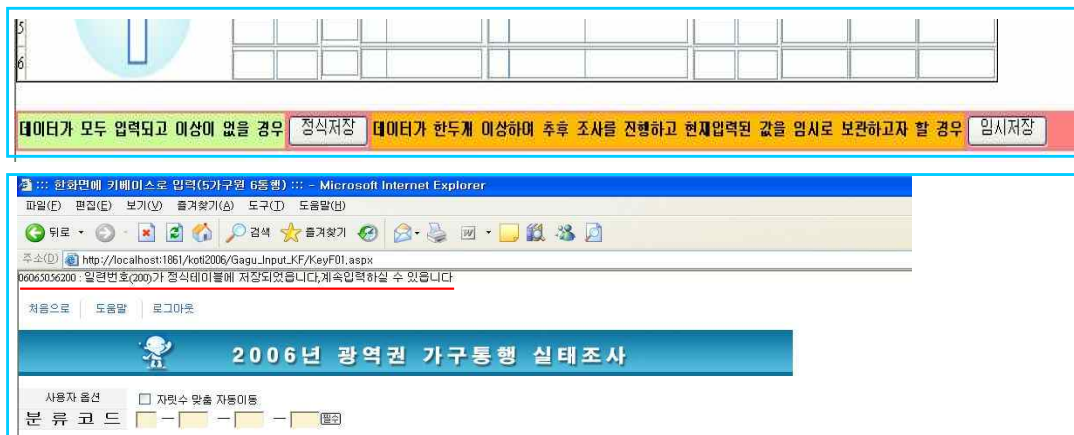 5
6
데이터가 모두 입력되고 이상이 없을 경우 정식저장 데이터가 한두개 이상하여 추후 조사를 진행하고 현재입력된 값을 임시로 보관하고자 할 경우 임시저장
::: 한화면에 키베이스로 입력(5가구원 6통행) ::: - Microsoft Internet Explorer
파일(F) 편집(E) 보기(V) 즐겨찾기(A) 도구(T) 도움말(H)
뒤로 검색 즐겨찾기
주소(D) http://localhost:1861/koti2006/Gagu_Input_KF/KeyF01.aspx
06065056200 : 일련번호(200)가 정식테이블에 저장되었읍니다,계속입력하실 수 있읍니다
처음으로 도움말 로그아웃
2006년 광역권 가구통행 실태조사
사용자 옵션 자릿수 맞춤 자동이동
분류코드 - - - 필수